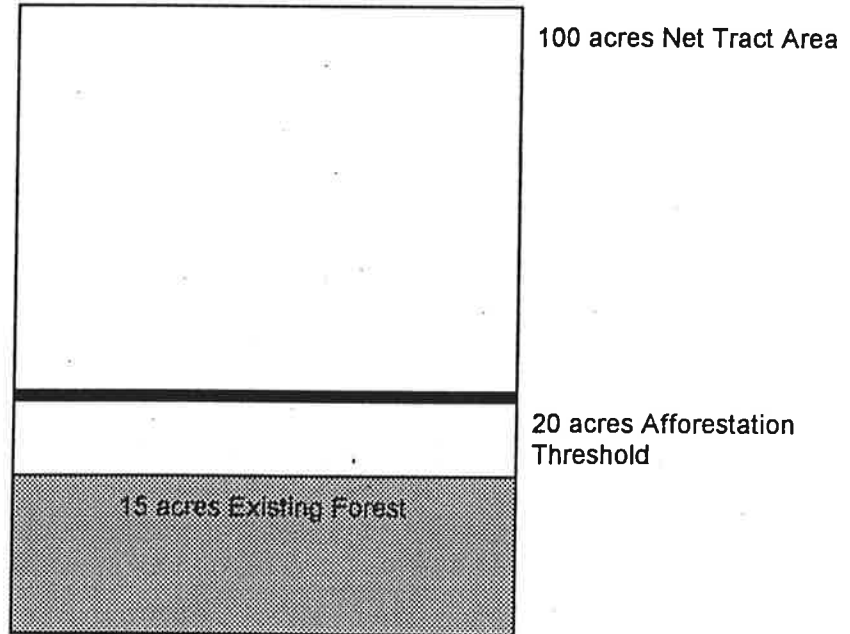 100 acres Net Tract Area
20 acres Afforestation
Threshold
15 acres Existing Forest